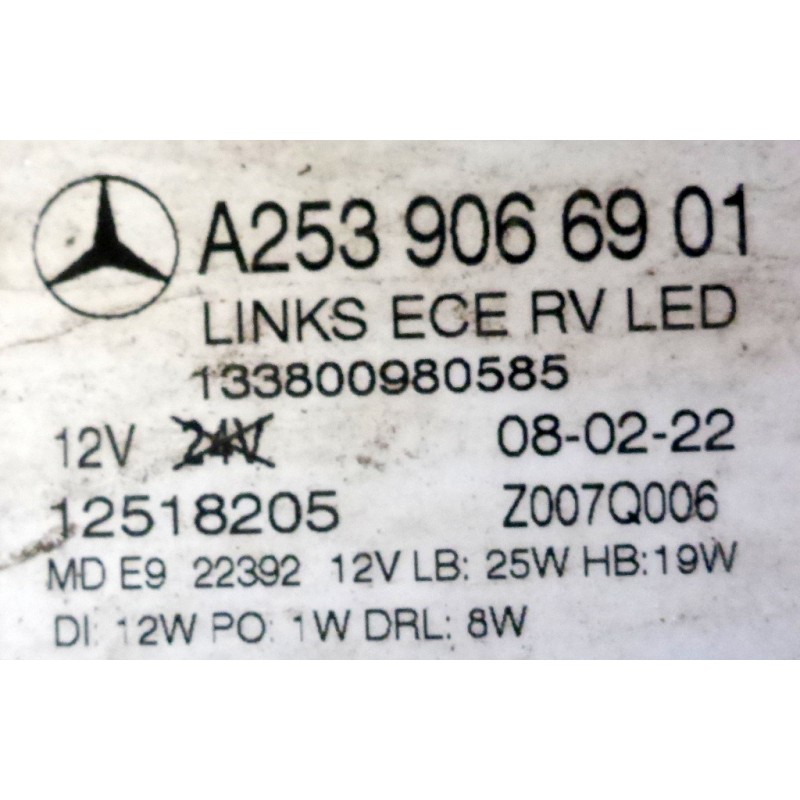 A253 906 69 01
LINKS ECE RV LED
133800980585
12V 24V 08-02-22
12518205 Z007Q006
MD E9 22392 12V LB: 25W HB:19W
DI: 12W PO: 1W DRL: 8W